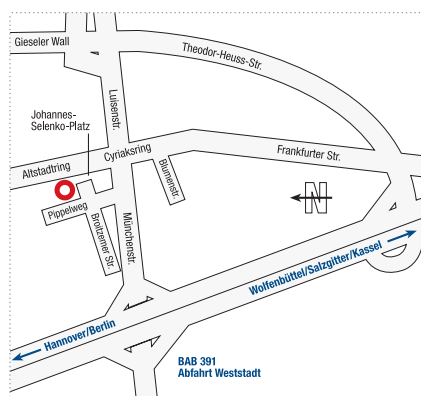 Gieseler Wall
Theodor-Heuss-Str.
Luisenstr.
Johannes-
Selenko-Platz
Cyriaksring
Frankfurter Str.
Altstadtring
Blumenstr.
N
Pippelweg
Broitzemer Str.
Münchenstr.
Wolfenbüttel/Salzgitter/Kassel
Hannover/Berlin
BAB 391
Abfahrt Weststadt